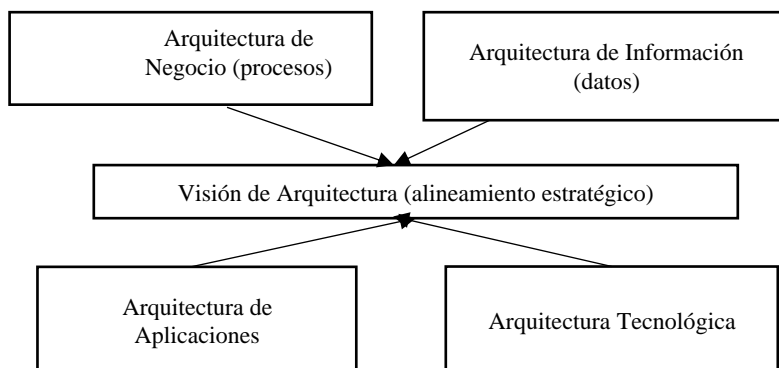 Arquitectura de
Negocio (procesos)
Arquitectura de Información
(datos)
Visión de Arquitectura (alineamiento estratégico)
Arquitectura de
Aplicaciones
Arquitectura Tecnológica